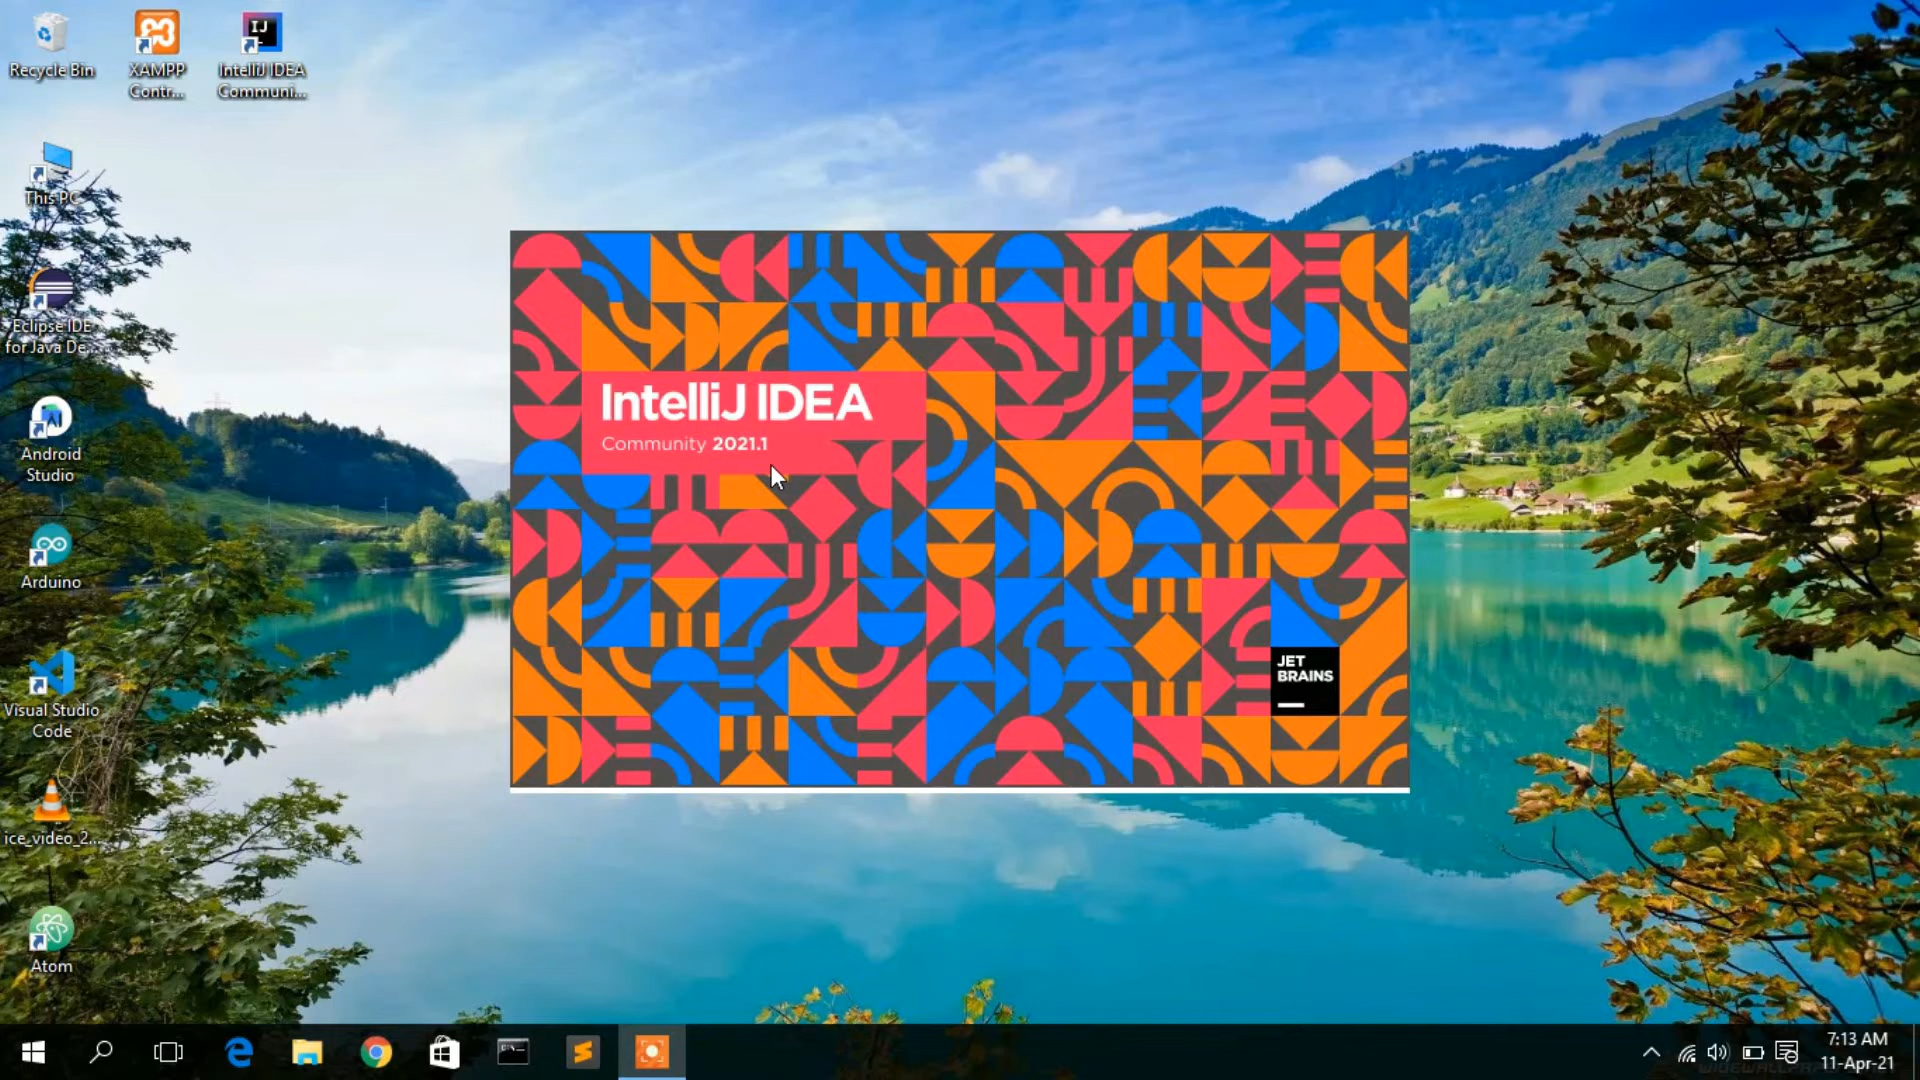 Recycle Bin
XAMPP
Contr...
IntelliJ IDEA
Communi...
This PC
Eclipse IDE
for Java De...
Android
Studio
Arduino
Visual Studio
Code
ice_video_2...
Atom
IJ
IntelliJ IDEA
Community 2021.1
JET
BRAINS
7:13 AM
11-Apr-21